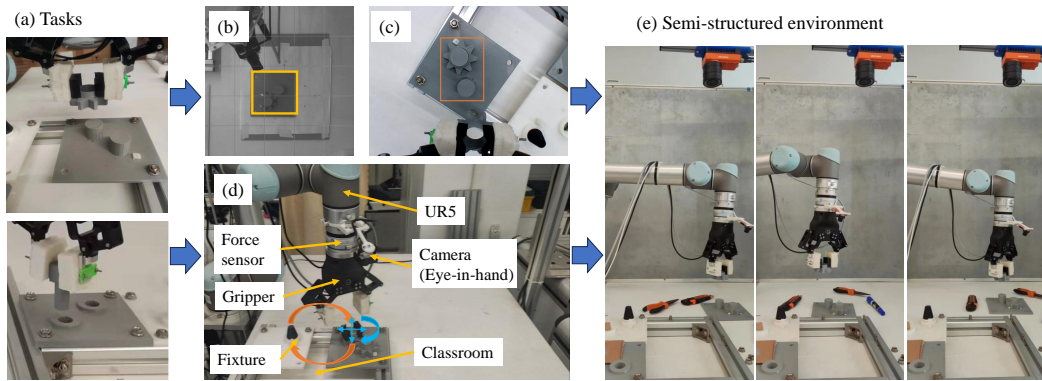 (a) Tasks
(b)
(c)
(e) Semi-structured environment
(d)
UR5
Force
sensor
Camera
(Eye-in-hand)
Gripper
Fixture
Classroom